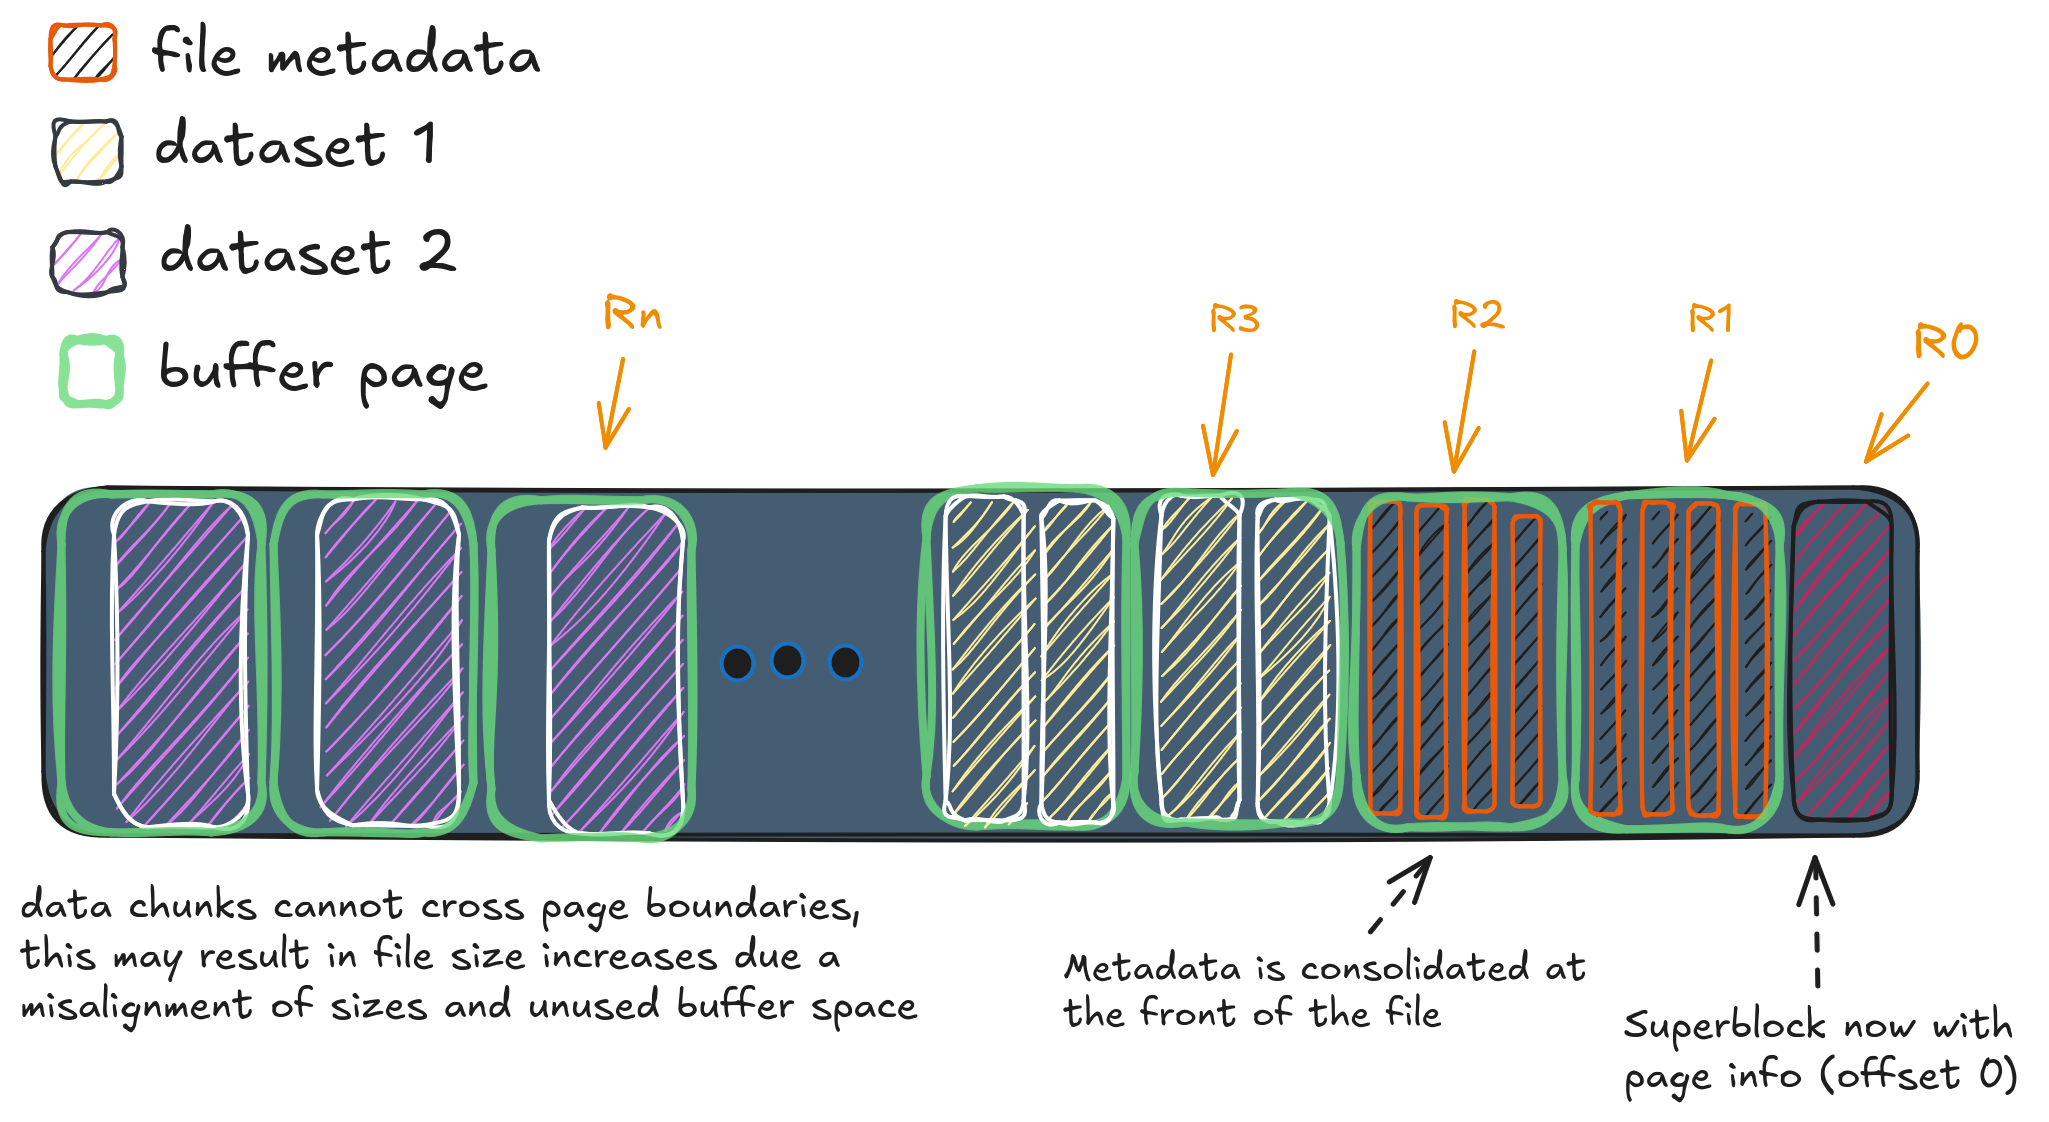 file metadata
dataset 1
dataset 2
buffer page
Rn
R3
R2
R1
R0
data chunks cannot cross page boundaries,
this may result in file size increases due a
misalignment of sizes and unused buffer space
Metadata is consolidated at
the front of the file
Superblock now with
page info (offset 0)